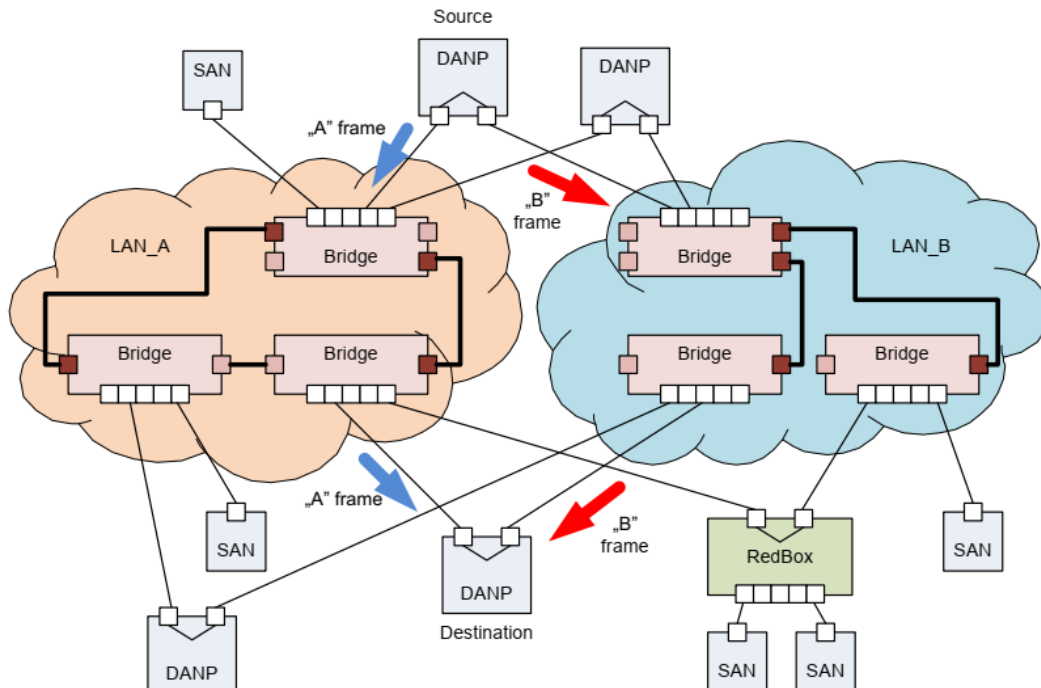 Source
SAN
DANP
DANP
„A” frame
„B”
frame
LAN_A
Bridge
Bridge
LAN_B
Bridge
Bridge
Bridge
Bridge
„A” frame
„B”
frame
SAN
DANP
Destination
RedBox
SAN
DANP
SAN
SAN